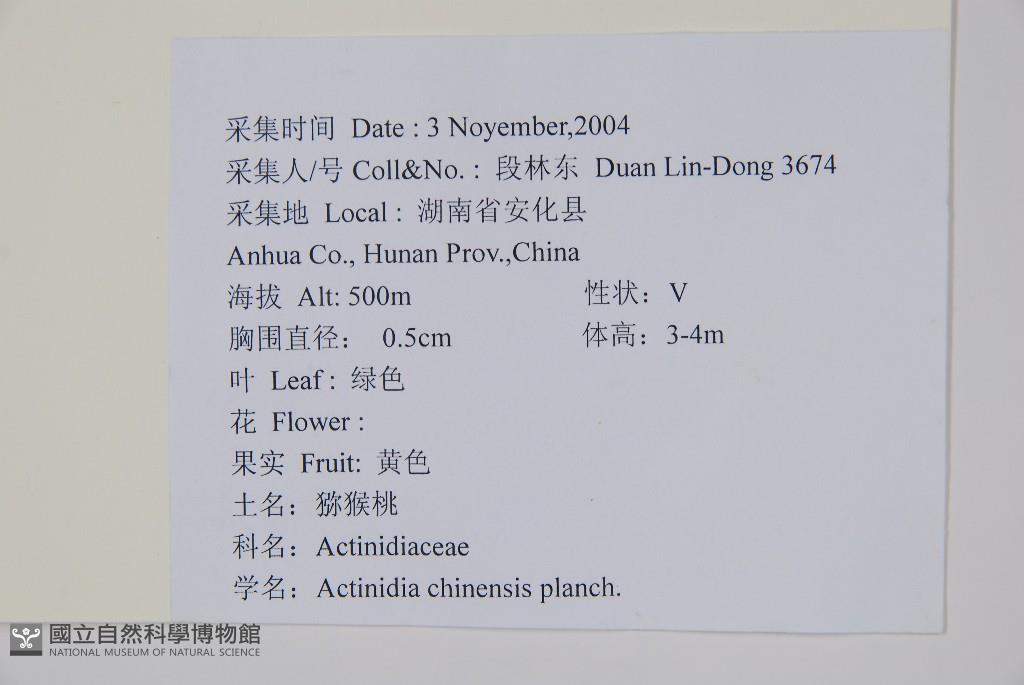 采集时间 Date : 3 Noyember,2004
采集人/号 Coll&No. : 段林东 Duan Lin-Dong 3674
采集地 Local : 湖南省安化县
Anhua Co., Hunan Prov.,China
海拔 Alt: 500m 性状：V
胸围直径： 0.5cm 体高：3-4m
叶 Leaf : 绿色
花 Flower :
果实 Fruit: 黄色
土名：猕猴桃
科名：Actinidiaceae
学名：Actinidia chinensis planch.
國立自然科學博物館
NATIONAL MUSEUM OF NATURAL SCIENCE